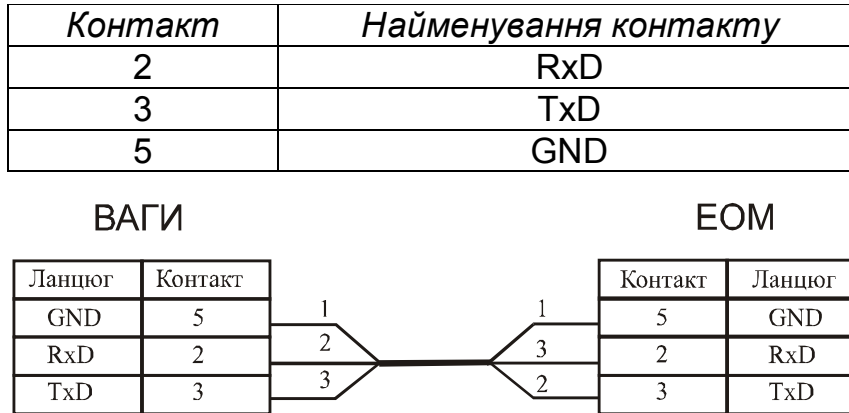 Контакт Найменування контакту
2 RxD
3 TxD
5 GND
ВАГИ ЕОМ
Ланцюг Контакт Контакт Ланцюг
GND 5 1 1 5 GND
RxD 2 2 3 2 RxD
TxD 3 3 2 3 TxD